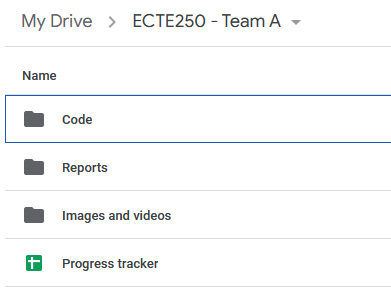 My Drive > ECTE250 - Team A
Name
Code
Reports
Images and videos
Progress tracker